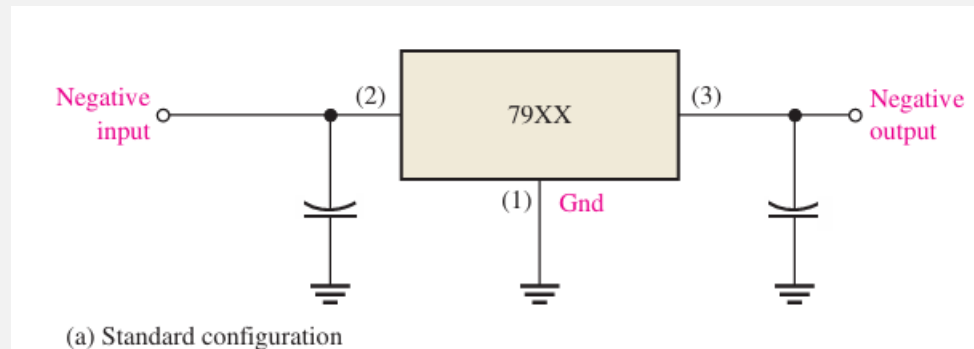 Negative
input
(2)
79XX
(3)
Negative
output
(1)
Gnd
(a) Standard configuration